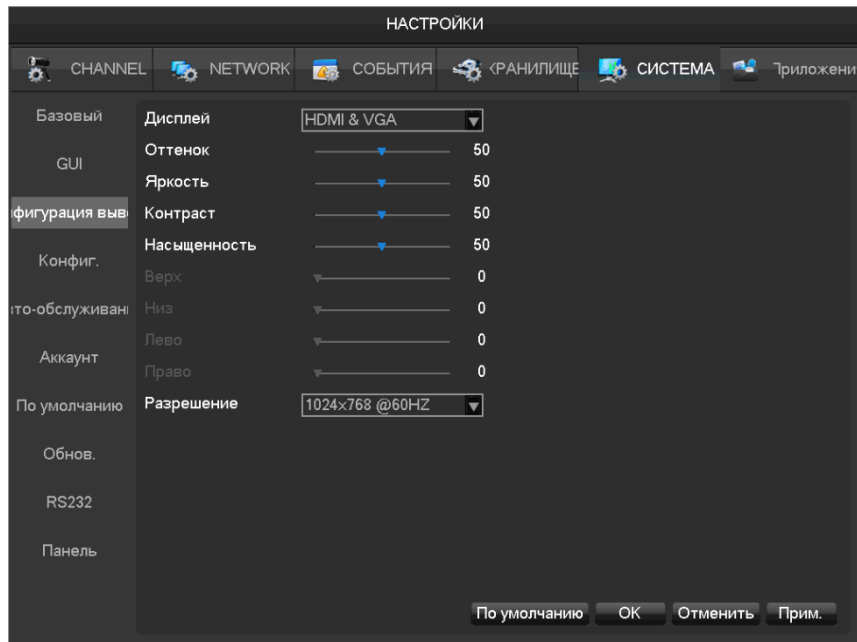 НАСТРОЙКИ
CHANNEL NETWORK СОБЫТИЯ ХРАНИЛИЩЕ СИСТЕМА Приложени
Базовый
GUI
фигурация выв
Конфиг.
то-обслуживан
Аккаунт
По умолчанию
Обнов.
RS232
Панель
Дисплей HDMI & VGA
Оттенок 50
Яркость 50
Контраст 50
Насыщенность 50
Верх 0
Низ 0
Лево 0
Право 0
Разрешение 1024x768 @60HZ
По умолчанию OK Отменить Прим.